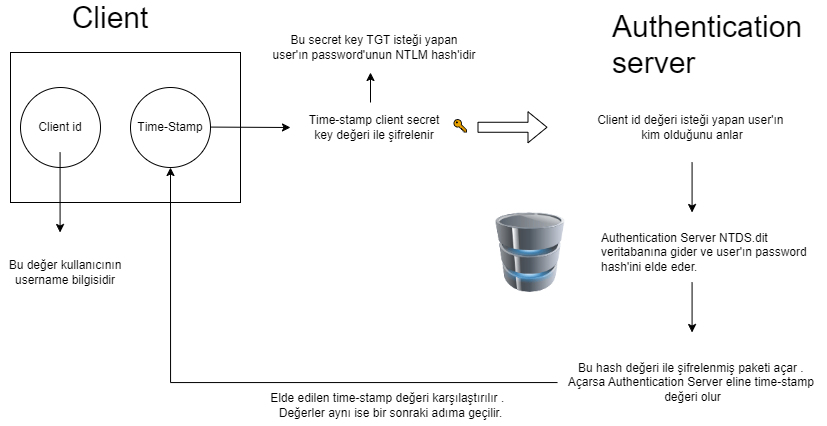 Client
Authentication
server
Bu secret key TGT isteği yapan
user'ın password'unun NTLM hash'idir
Client id
Time-Stamp
Time-stamp client secret
key değeri ile şifrelenir
Client id değeri isteği yapan user'ın
kim olduğunu anlar
Bu değer kullanıcının
username bilgisidir
Authentication Server NTDS.dit
veritabanına gider ve user'ın password
hash'ini elde eder.
Bu hash değeri ile şifrelenmiş paketi açar .
Açarsa Authentication Server eline time-stamp
değeri olur
Elde edilen time-stamp değeri karşılaştırılır .
Değerler aynı ise bir sonraki adıma geçilir.